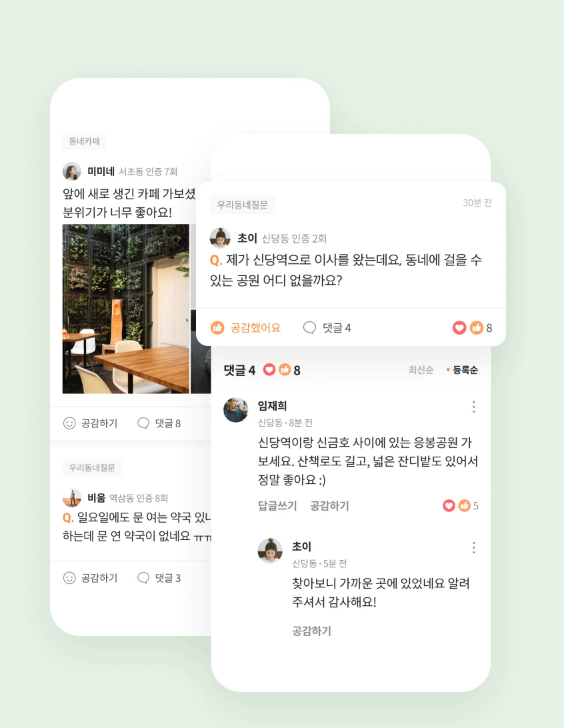 동네카페
미미네 서초동 인증 7회
앞에 새로 생긴 카페 가보셨
분위기가 너무 좋아요!
공감하기 댓글 8
우리동네질문
비움 역삼동 인증 8회
Q. 일요일에도 문 여는 약국 있나
하는데 문 연 약국이 없네요 ㅠㅠ
공감하기 댓글 3
우리동네질문 30분 전
초이 신당동 인증 2회
Q. 제가 신당역으로 이사를 왔는데요, 동네에 걸을 수
있는 공원 어디 없을까요?
공감했어요 댓글 4 8
댓글 4 8 최신순 • 등록순
임재희
신당동 · 8분 전
신당역이랑 신금호 사이에 있는 응봉공원 가
보세요. 산책로도 길고, 넓은 잔디밭도 있어서
정말 좋아요 :)
답글쓰기 공감하기 5
초이
신당동 · 5분 전
찾아보니 가까운 곳에 있었네요 알려
주셔서 감사해요!
공감하기